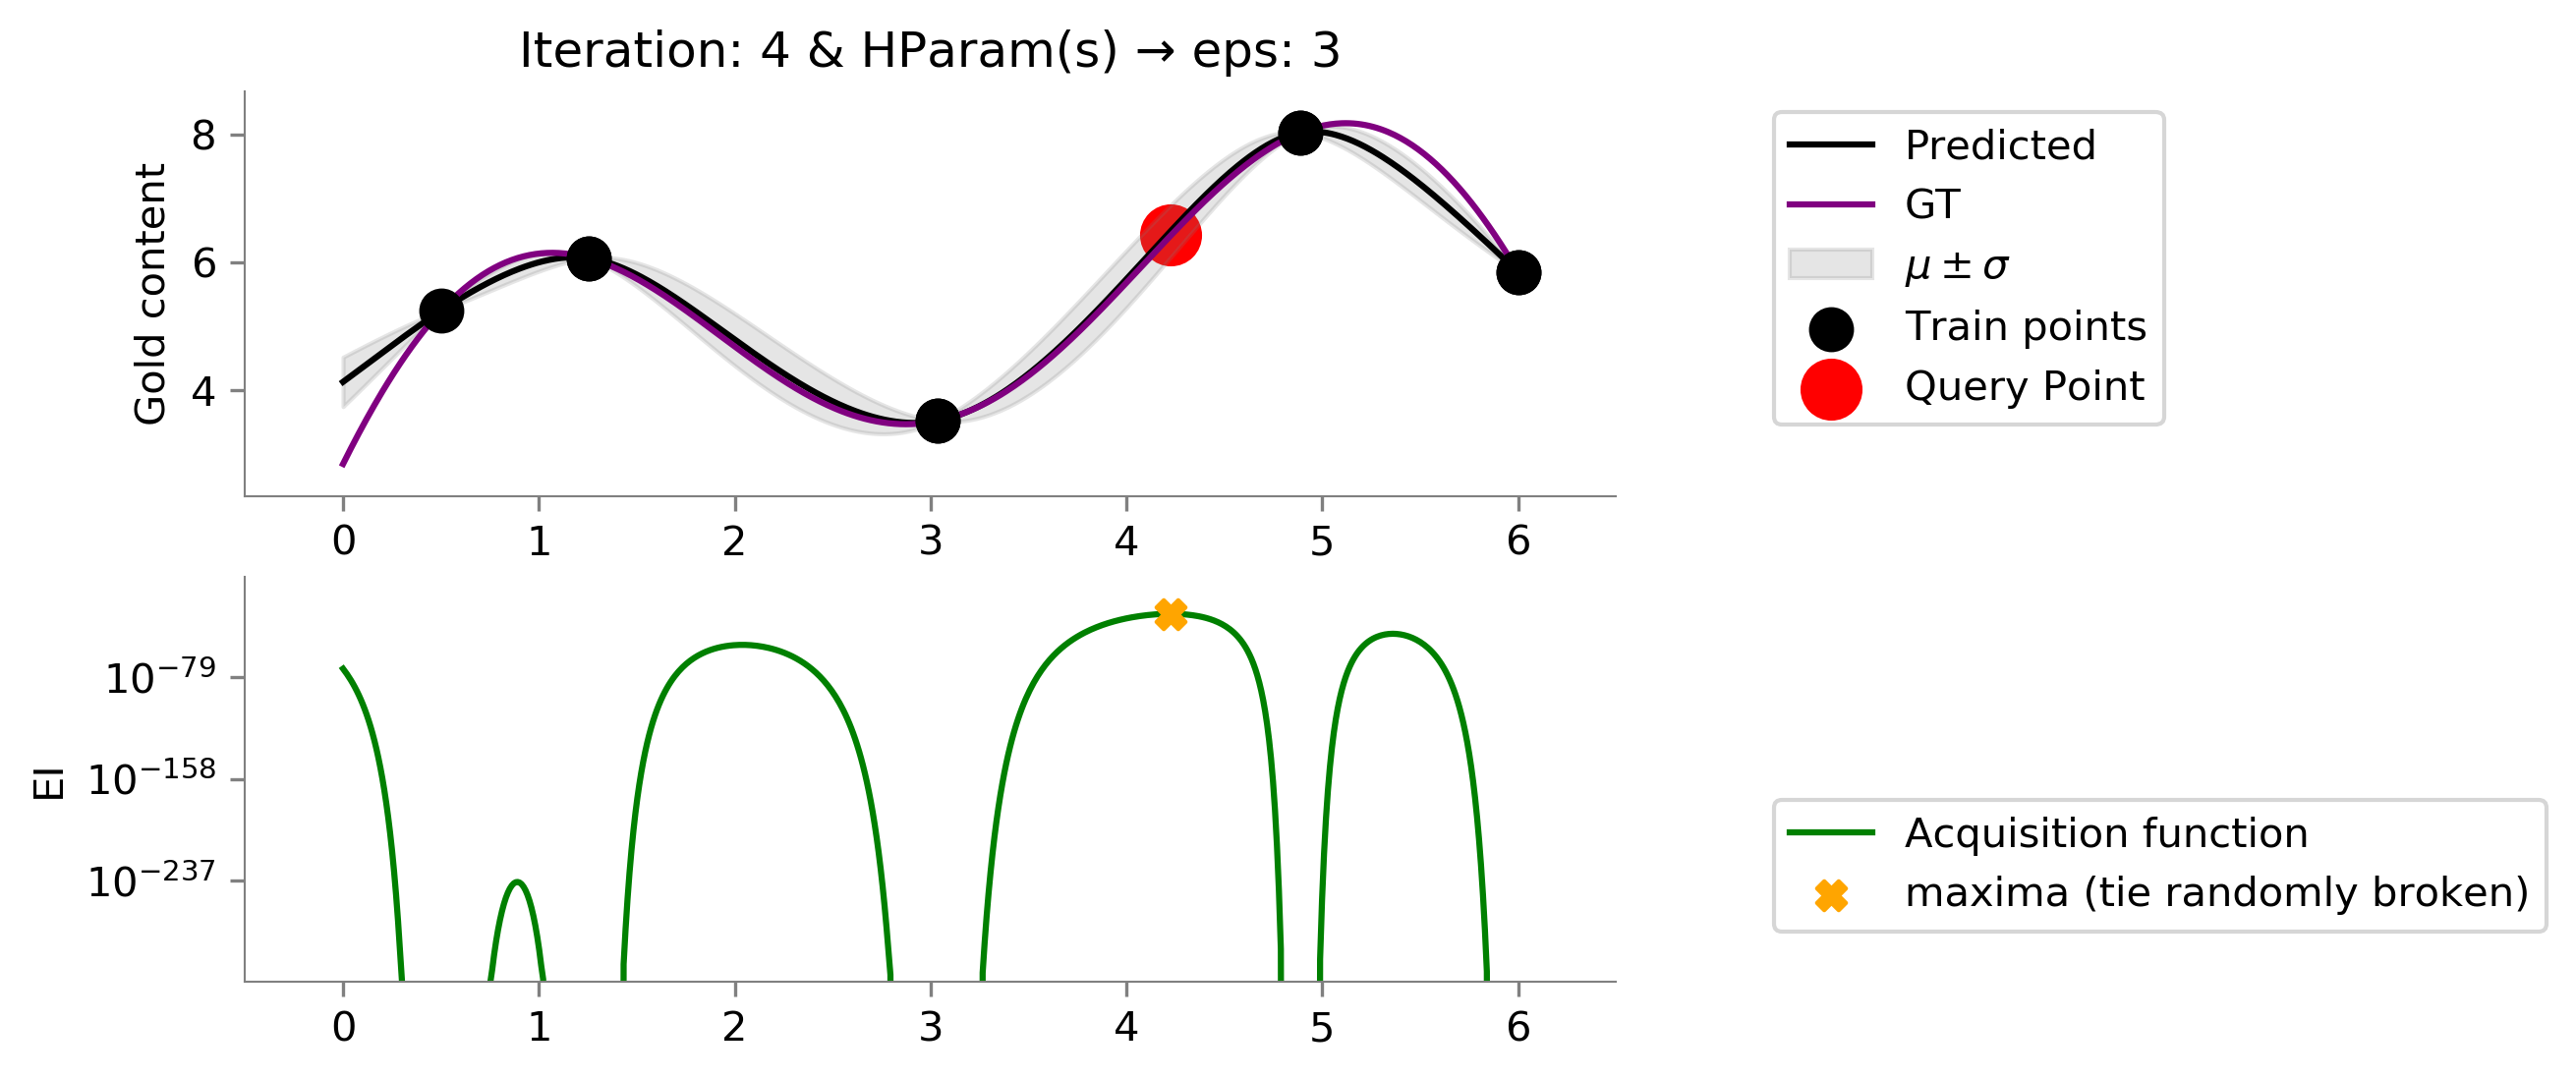 Iteration: 4 & HParam(s) → eps: 3
Gold content
8
6
4
0 1 2 3 4 5 6
Predicted
GT
μ ± σ
Train points
Query Point
EI
10⁻⁷⁹
10⁻¹⁵⁸
10⁻²³⁷
0 1 2 3 4 5 6
Acquisition function
maxima (tie randomly broken)